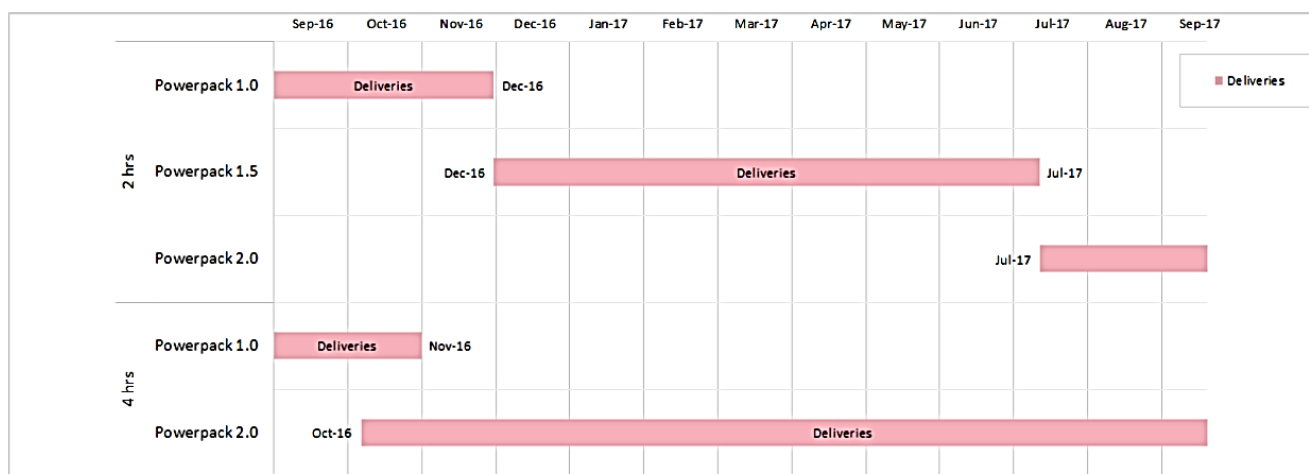 Sep-16 Oct-16 Nov-16 Dec-16 Jan-17 Feb-17 Mar-17 Apr-17 May-17 Jun-17 Jul-17 Aug-17 Sep-17
Deliveries
2 hrs
Powerpack 1.0 Deliveries Dec-16
Powerpack 1.5 Dec-16 Deliveries Jul-17
Powerpack 2.0 Jul-17
4 hrs
Powerpack 1.0 Deliveries Nov-16
Powerpack 2.0 Oct-16 Deliveries